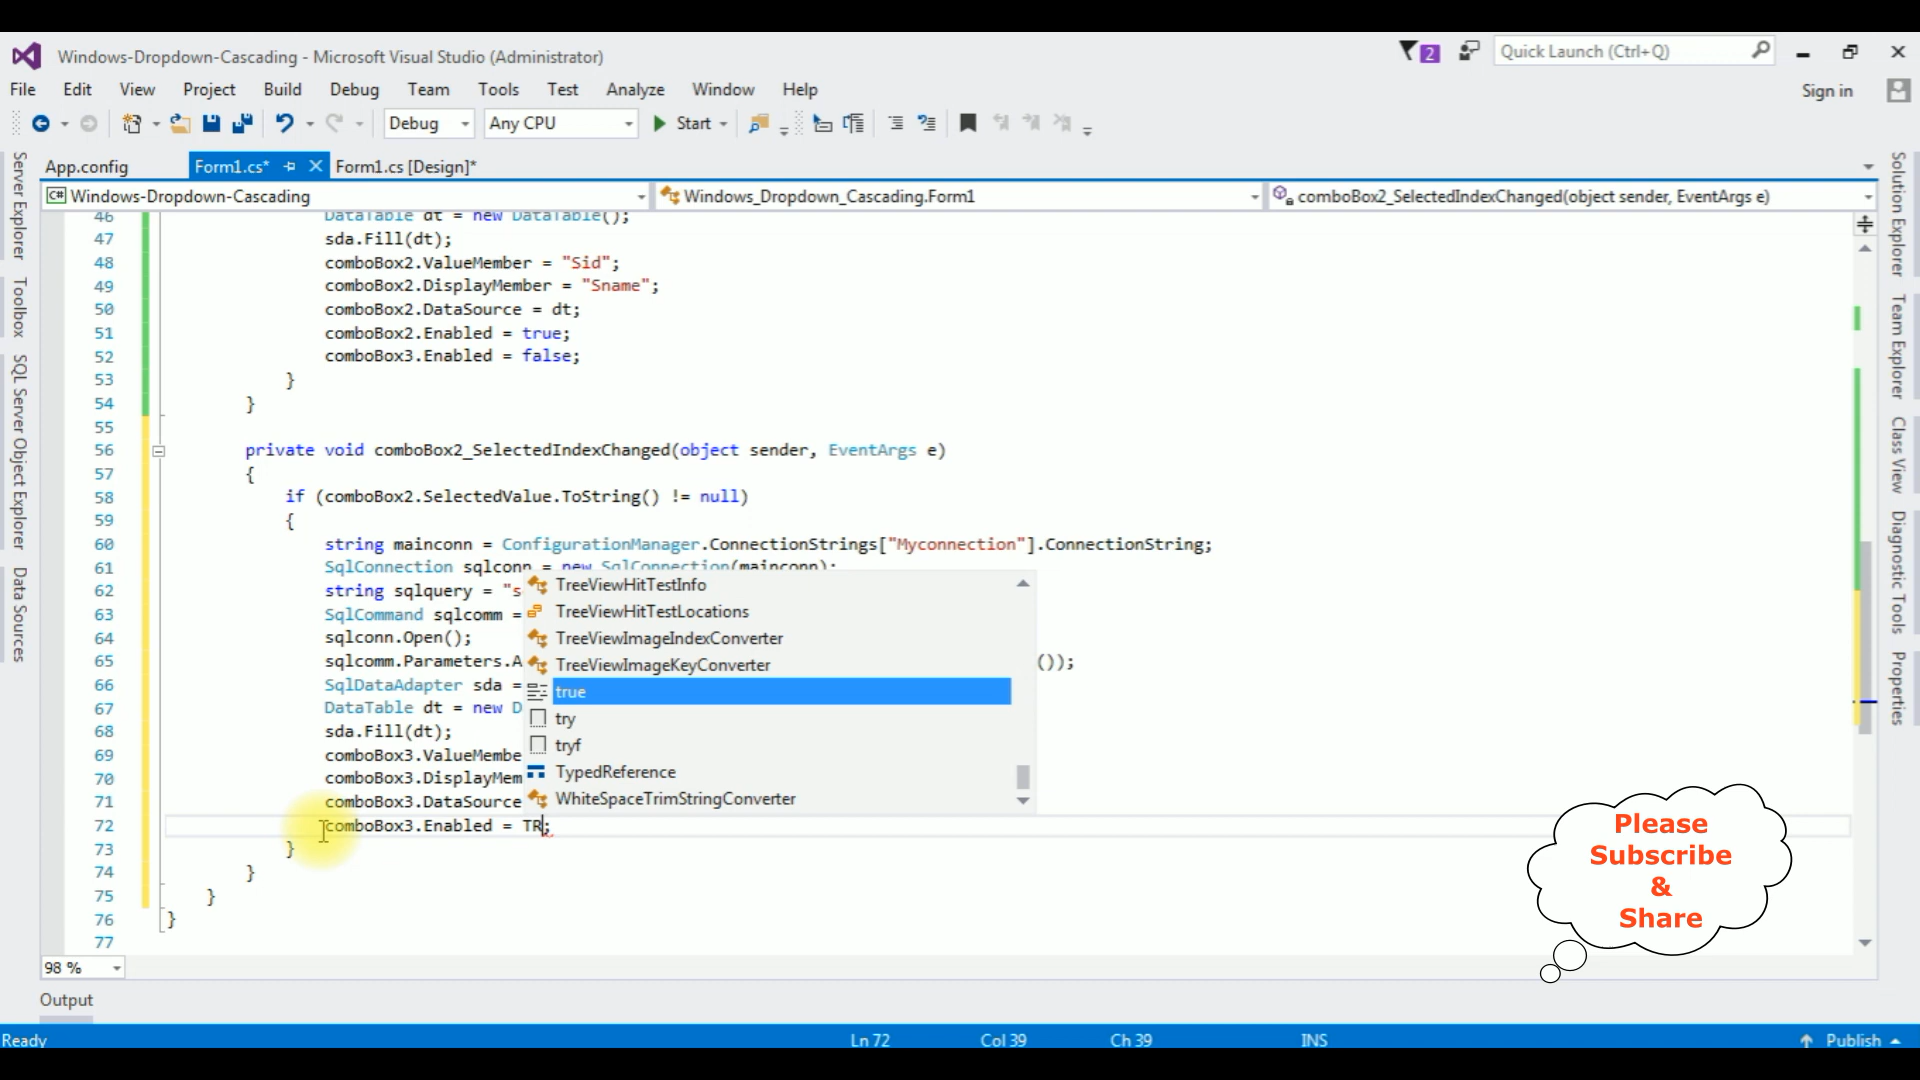 Windows-Dropdown-Cascading - Microsoft Visual Studio (Administrator)
2
Quick Launch (Ctrl+Q)
File Edit View Project Build Debug Team Tools Test Analyze Window Help
Sign in
Debug Any CPU Start
App.config Form1.cs* Form1.cs [Design]*
C# Windows-Dropdown-Cascading Windows_Dropdown_Cascading.Form1 comboBox2_SelectedIndexChanged(object sender, EventArgs e)
Server Explorer
Toolbox
SQL Server Object Explorer
Data Sources
46 DataTable dt = new DataTable();
47 sda.Fill(dt);
48 comboBox2.ValueMember = "Sid";
49 comboBox2.DisplayMember = "Sname";
50 comboBox2.DataSource = dt;
51 comboBox2.Enabled = true;
52 comboBox3.Enabled = false;
53 }
54 }
55
56 private void comboBox2_SelectedIndexChanged(object sender, EventArgs e)
57 {
58 if (comboBox2.SelectedValue.ToString() != null)
59 {
60 string mainconn = ConfigurationManager.ConnectionStrings["Myconnection"].ConnectionString;
61 SqlConnection sqlconn = new SqlConnection(mainconn);
62 string sqlquery = "s
63 SqlCommand sqlcomm =
64 sqlconn.Open();
65 sqlcomm.Parameters.A ());
66 SqlDataAdapter sda =
67 DataTable dt = new D
68 sda.Fill(dt);
69 comboBox3.ValueMembe
70 comboBox3.DisplayMem
71 comboBox3.DataSource
72 comboBox3.Enabled = TR;
73 }
74 }
75 }
76 }
77
TreeViewHitTestInfo
TreeViewHitTestLocations
TreeViewImageIndexConverter
TreeViewImageKeyConverter
true
try
tryf
TypedReference
WhiteSpaceTrimStringConverter
Solution Explorer
Team Explorer
Class View
Diagnostic Tools
Properties
Please
Subscribe
&
Share
98 %
Output
Ready Ln 72 Col 39 Ch 39 INS Publish